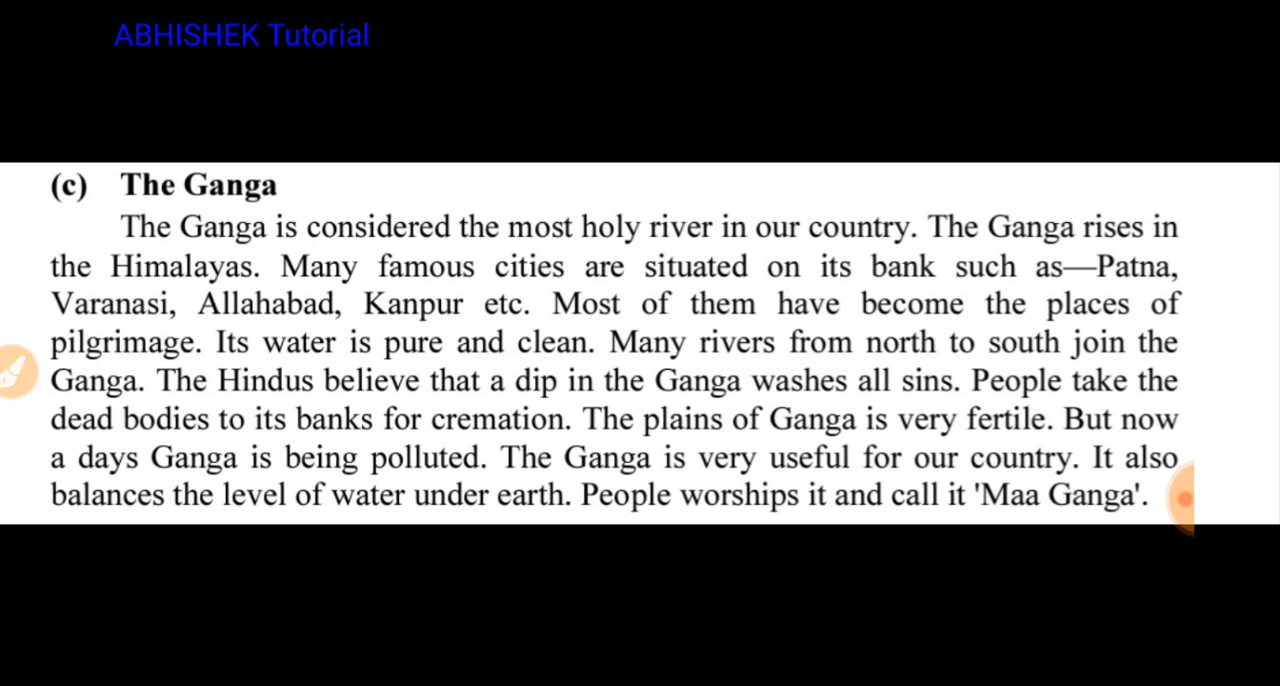 ABHISHEK Tutorial
(c) The Ganga
The Ganga is considered the most holy river in our country. The Ganga rises in
the Himalayas. Many famous cities are situated on its bank such as—Patna,
Varanasi, Allahabad, Kanpur etc. Most of them have become the places of
pilgrimage. Its water is pure and clean. Many rivers from north to south join the
Ganga. The Hindus believe that a dip in the Ganga washes all sins. People take the
dead bodies to its banks for cremation. The plains of Ganga is very fertile. But now
a days Ganga is being polluted. The Ganga is very useful for our country. It also
balances the level of water under earth. People worships it and call it 'Maa Ganga'.